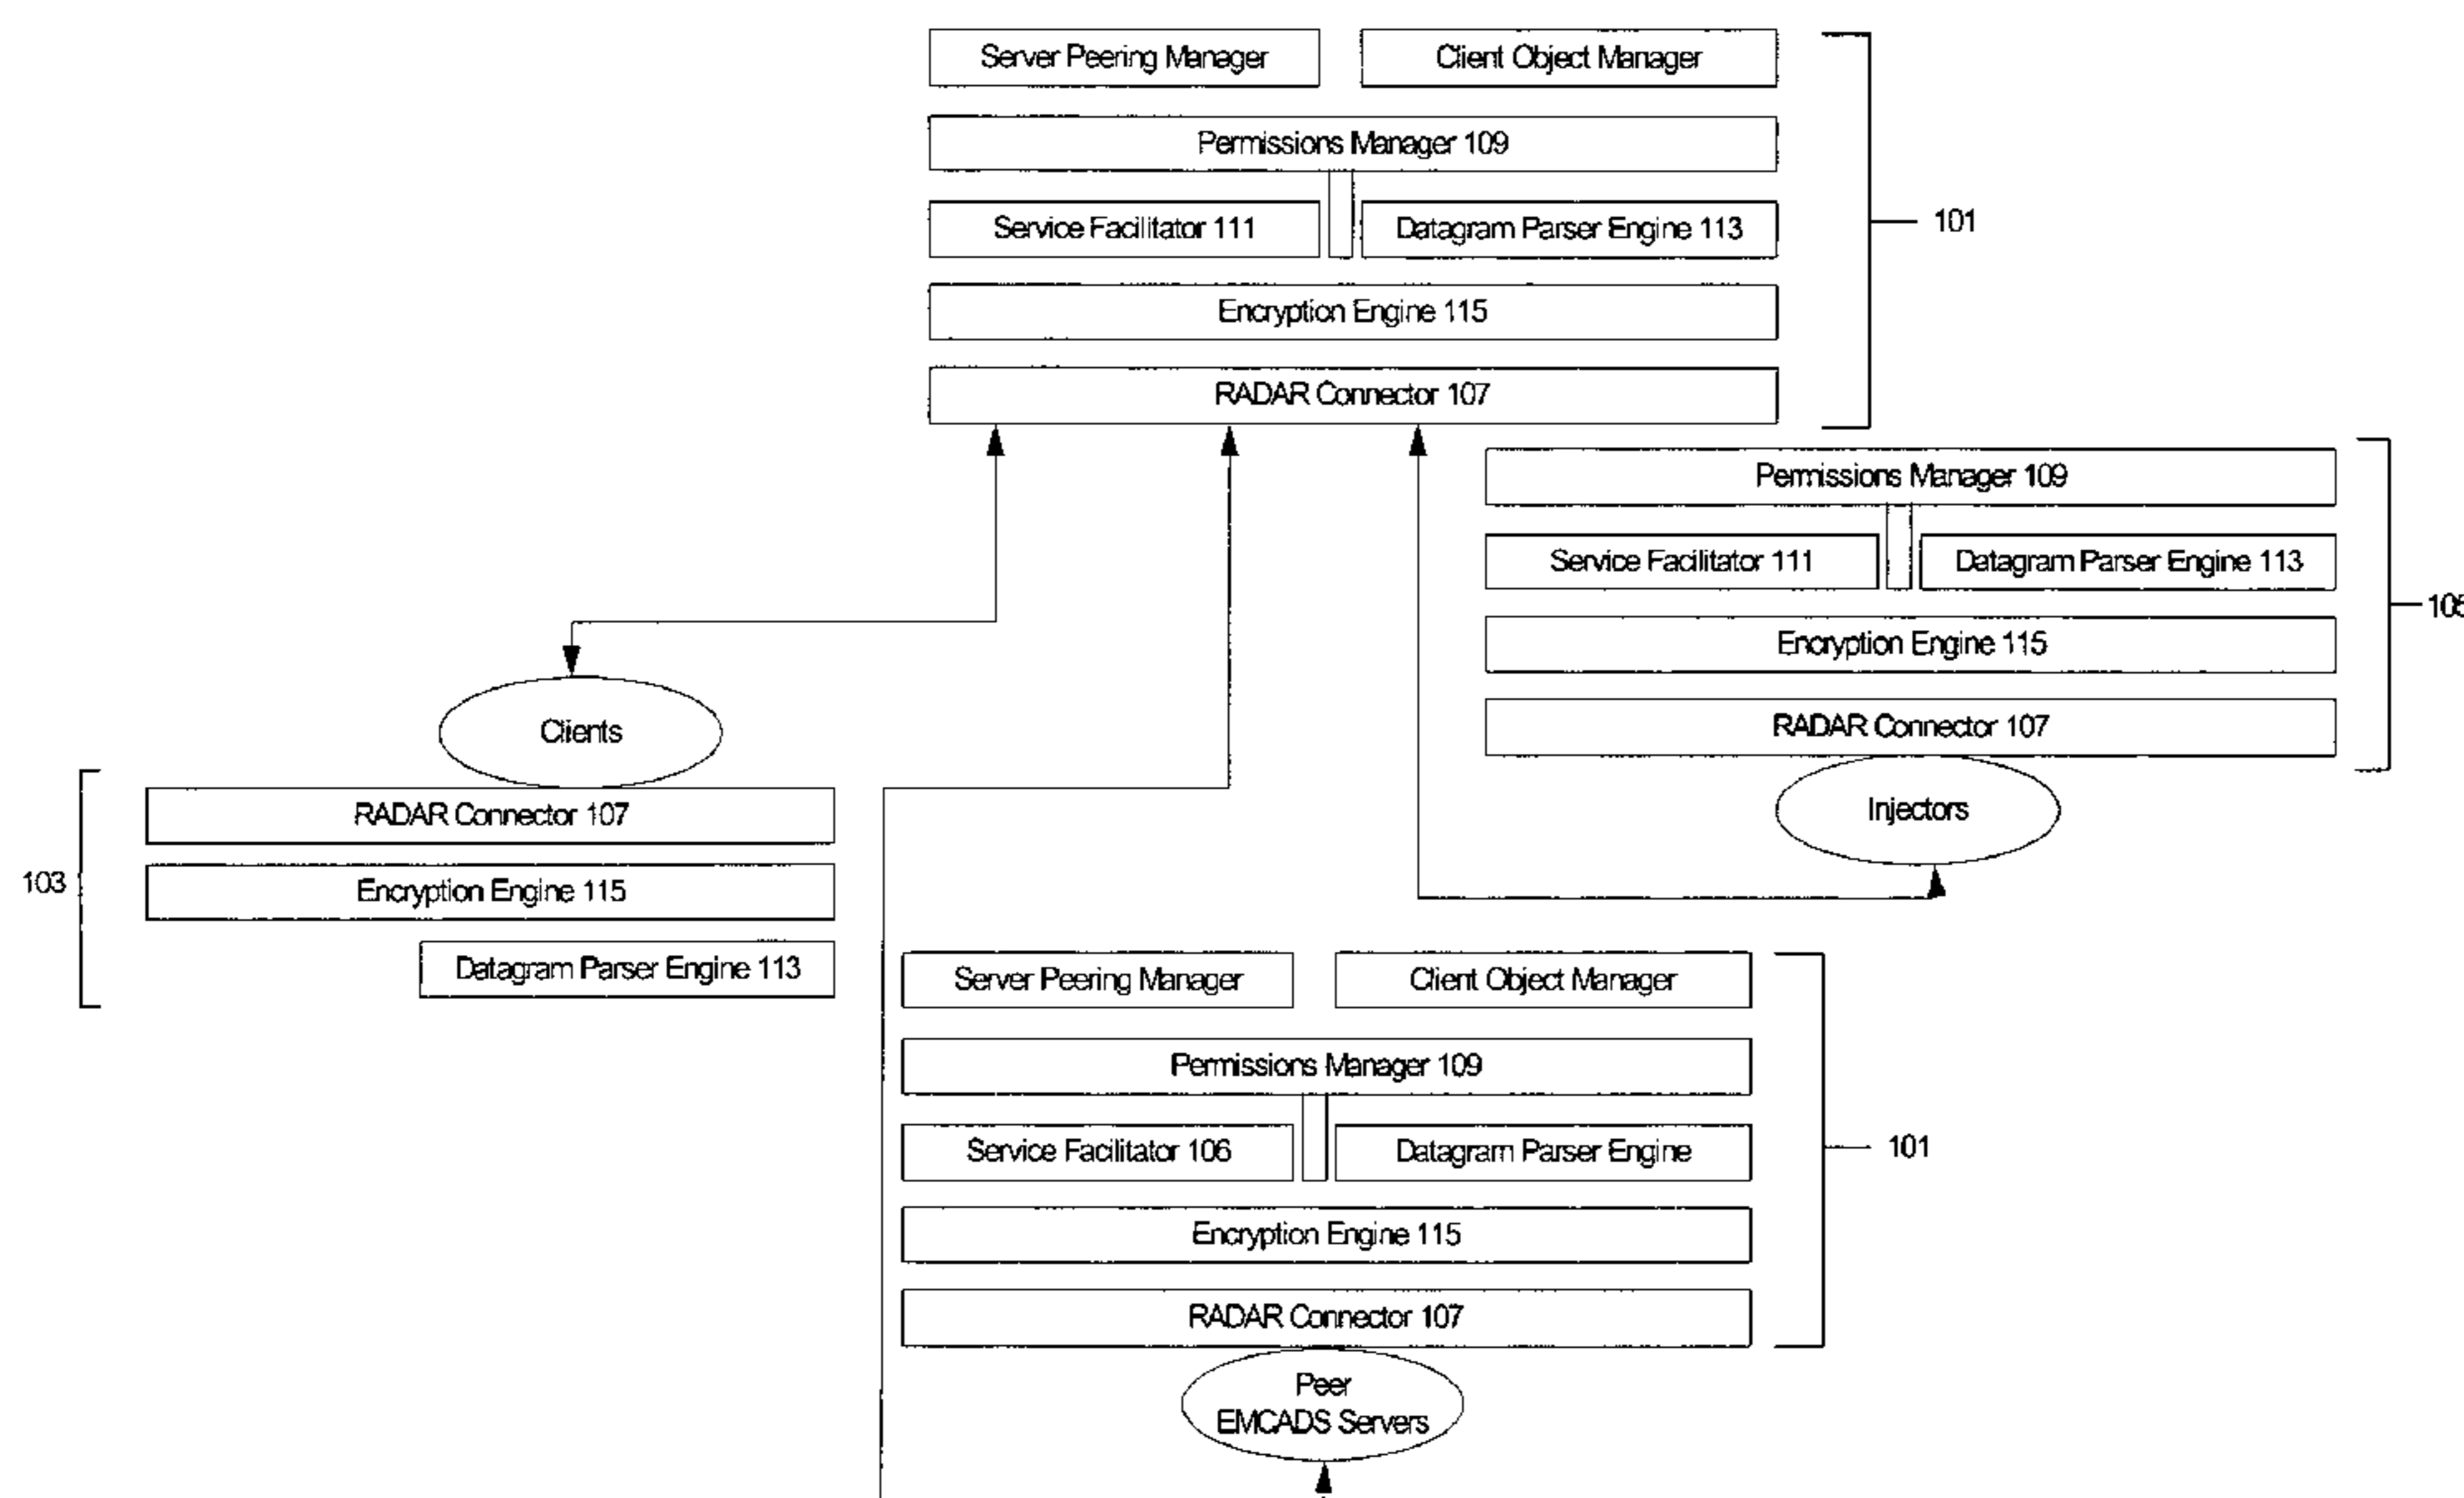 Server Peering Manager
Client Object Manager
Permissions Manager 109
Service Facilitator 111
Datagram Parser Engine 113
101
Encryption Engine 115
RADAR Connector 107
Permissions Manager 109
Service Facilitator 111
Datagram Parser Engine 113
105
Encryption Engine 115
RADAR Connector 107
Injectors
Clients
RADAR Connector 107
103
Encryption Engine 115
Datagram Parser Engine 113
Server Peering Manager
Client Object Manager
Permissions Manager 109
Service Facilitator 106
Datagram Parser Engine
101
Encryption Engine 115
RADAR Connector 107
Peer
EMCADS Servers